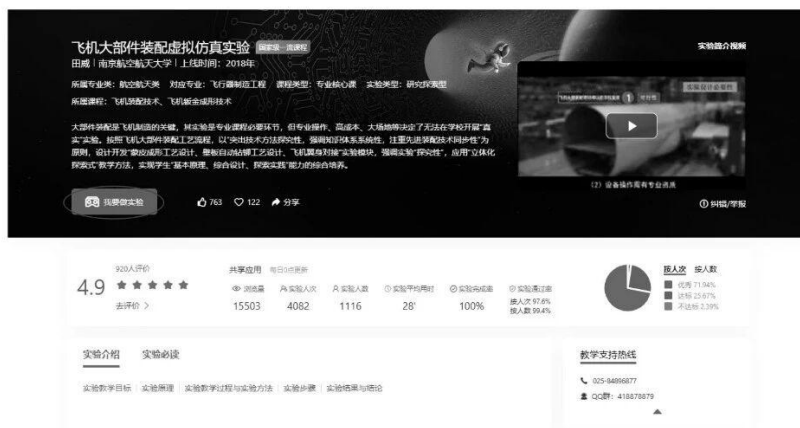 飞机大部件装配虚拟仿真实验 国家级一流课程
田威 | 南京航空航天大学 | 上线时间：2018年
实验简介视频
所属专业类：航空航天类 对应专业：飞行器制造工程 课程类型：专业核心课 实验类型：研究探索型
所属课程：飞机装配技术、飞机钣金成形技术
大部件装配是飞机制造的关键，其实验是专业课程必要环节，但专业操作、高成本、大场地等决定了无法在学校开展"真
实"实验。按照飞机大部件装配工艺流程，以"突出技术方法探究性，强调知识体系系统性，注重先进装配技术同步性"为
原则，设计开发"蒙皮成形工艺设计、壁板自动钻铆工艺设计、飞机翼身对接"实验模块，强调实验"探究性"，应用"立体化
探索式"教学方法，实现学生"基本原理、综合设计、探索实践"能力的综合培养。
（2）设备操作需有专业资质
我要做实验 763 122 分享
纠错/举报
920人评价
4.9
去评价 >
共享应用 每日0点更新
浏览量 实验人次 实验人数 实验平均用时 实验完成率 实验通过率
15503 4082 1116 28' 100% 按人次 97.6%
按人数 99.4%
按人次 按人数
优秀 71.94%
达标 25.67%
不达标 2.39%
实验介绍 实验必读
实验教学目标 | 实验原理 | 实验教学过程与实验方法 | 实验步骤 | 实验结果与结论
教学支持热线
025-84896877
QQ群：418878879